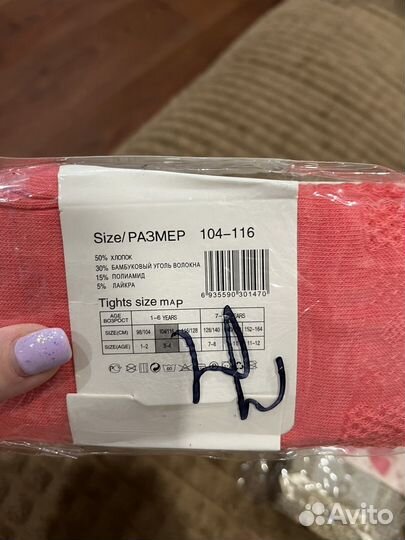 Size/РАЗМЕР 104-116
50% ХЛОПОК
30% БАМБУКОВЫЙ УГОЛЬ ВОЛОКНА
15% ПОЛИАМИД
5% ЛАЙКРА
6 935590 301470
Tights size MAP
AGE ВОЗРОСТ 1-6 YEARS 7- YEARS
SIZE(CM) 98/104 104/116 128/140 152-164
SIZE(AGE) 1-2 3-4 7-8 11-12
Avito